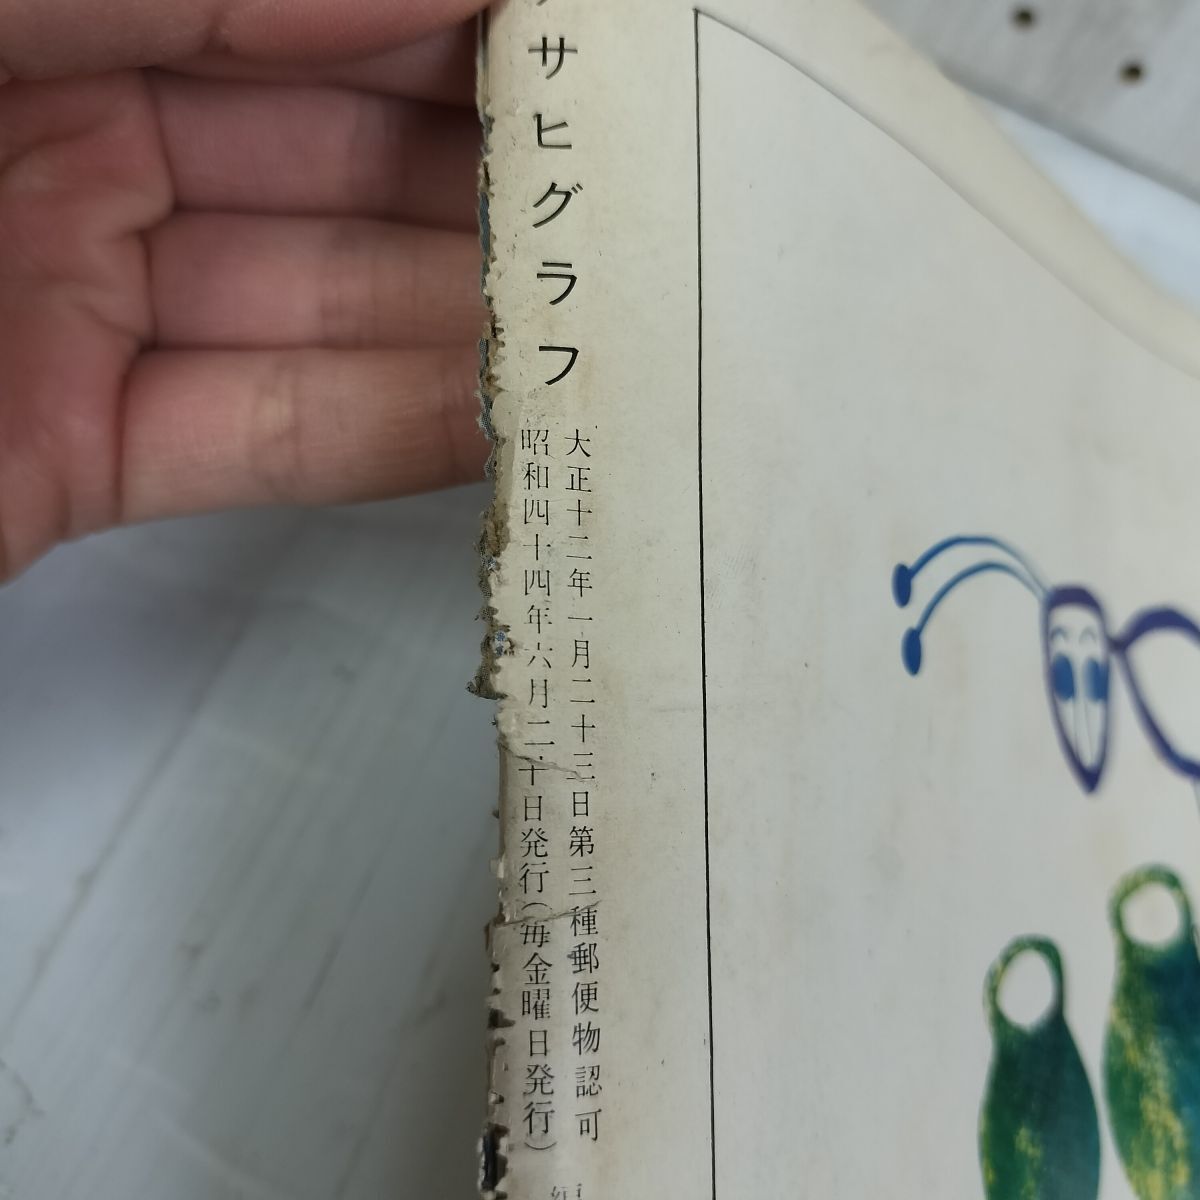 サヒグラフ
大正十二年一月二十三日第三種郵便物認可
昭和四十四年六月二十日発行(毎金曜日発行)